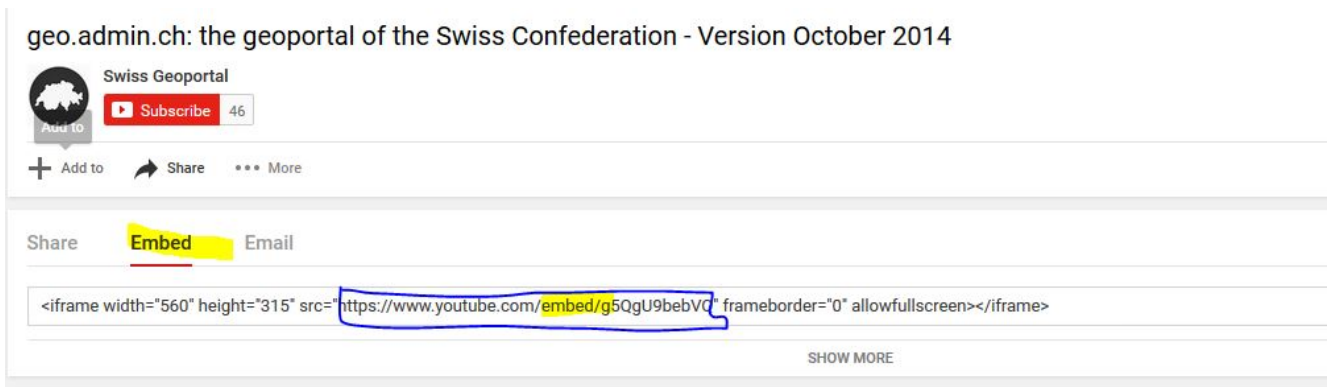 geo.admin.ch: the geoportal of the Swiss Confederation - Version October 2014
Swiss Geoportal
Subscribe 46
Add to
Add to Share More
Share Embed Email
<iframe width="560" height="315" src="https://www.youtube.com/embed/g5QgU9bebVQ" frameborder="0" allowfullscreen></iframe>
SHOW MORE